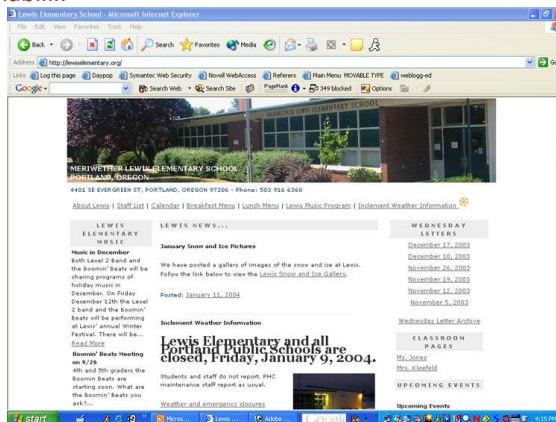 Lewis Elementary School - Microsoft Internet Explorer
File Edit View Favorites Tools Help
Back Search Favorites Media
Address http://lewiselementary.org/ Go
Links Log this page Daypop Symantec Web Security Novell WebAccess Referers Main Menu MOVABLE TYPE weblogg-ed
Google Search Web Search Site PageRank 349 blocked Options
MERIWETHER LEWIS ELEMENTARY SCHOOL
MERIWETHER LEWIS ELEMENTARY SCHOOL
PORTLAND, OREGON
4401 SE EVERGREEN ST, PORTLAND, OREGON 97206 - Phone: 503 916 6360
About Lewis | Staff List | Calendar | Breakfast Menu | Lunch Menu | Lewis Music Program | Inclement Weather Information
LEWIS
ELEMENTARY
MUSIC
Music in December
Both Level 2 Band and
the Boomin' Beats will be
sharing programs of
holiday music in
December. On Friday
December 12th the Level
2 band and the boomin'
Beats will be performing
at Lewis' annual Winter
Festival. There will be...
Read More
Boomin' Beats Meeting
on 9/26
4th and 5th graders the
Boomin Beats are
starting soon. What are
the Boomin' Beats you
ask?...
LEWIS NEWS...
January Snow and Ice Pictures
We have posted a gallery of images of the snow and ice at Lewis.
Follow the link below to view the Lewis Snow and Ice Gallery.
Posted: January 11, 2004
Inclement Weather Information
Lewis Elementary and all
Portland Public Schools are
closed, Friday, January 9, 2004.
Students and staff do not report. PHC
maintenance staff report as usual.
Weather and emergency closures
WEDNESDAY
LETTERS
December 17, 2003
December 10, 2003
November 26, 2003
November 19, 2003
November 12, 2003
November 5, 2003
Wednesday Letter Archive
CLASSROOM
PAGES
Ms. Jones
Mrs. Kleefeld
UPCOMING EVENTS
Upcoming Events
start Micros... Lewis ... Adobe ... Google 4:15 PM